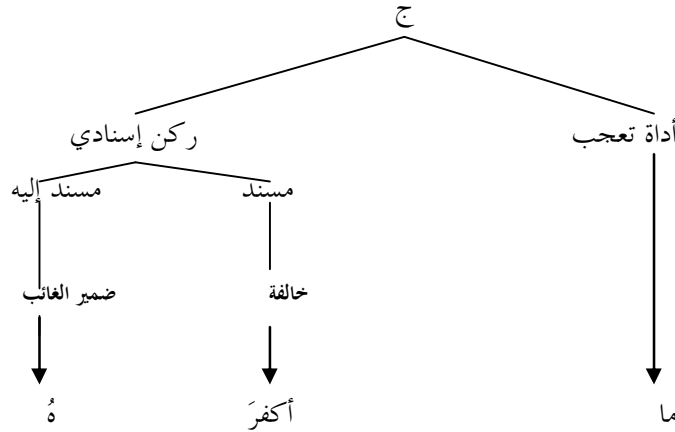 ج
أداة تعجب ركن إسنادي
مسند مسند إليه
خالفة ضمير الغائب
ما أكفرَ هُ